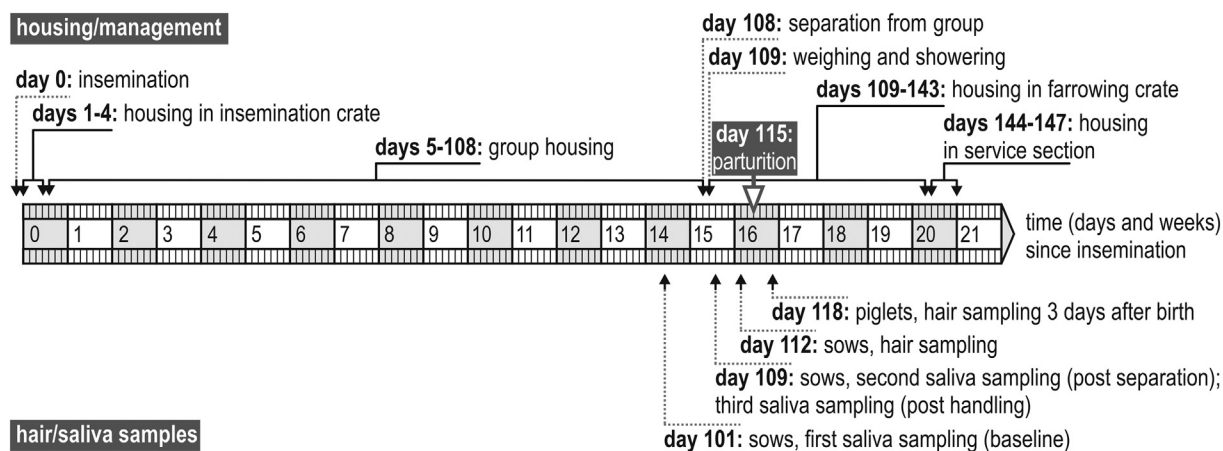 housing/management
day 0: insemination
days 1-4: housing in insemination crate
days 5-108: group housing
day 108: separation from group
day 109: weighing and showering
days 109-143: housing in farrowing crate
day 115:
parturition
days 144-147: housing
in service section
0 1 2 3 4 5 6 7 8 9 10 11 12 13 14 15 16 17 18 19 20 21
time (days and weeks)
since insemination
day 118: piglets, hair sampling 3 days after birth
day 112: sows, hair sampling
day 109: sows, second saliva sampling (post separation);
third saliva sampling (post handling)
day 101: sows, first saliva sampling (baseline)
hair/saliva samples